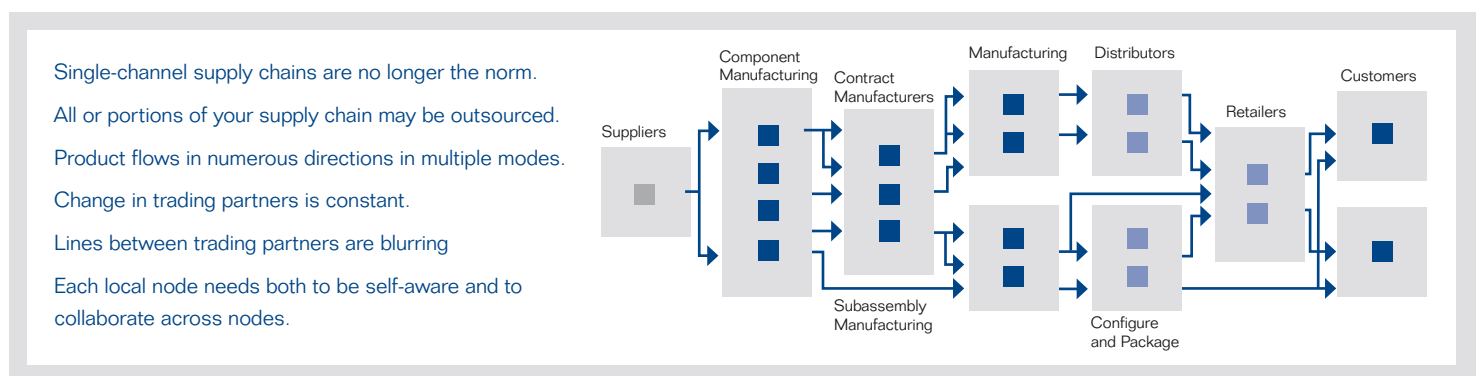 Single-channel supply chains are no longer the norm.
All or portions of your supply chain may be outsourced.
Product flows in numerous directions in multiple modes.
Change in trading partners is constant.
Lines between trading partners are blurring
Each local node needs both to be self-aware and to
collaborate across nodes.
Suppliers
Component
Manufacturing
Contract
Manufacturers
Subassembly
Manufacturing
Manufacturing
Distributors
Configure
and Package
Retailers
Customers